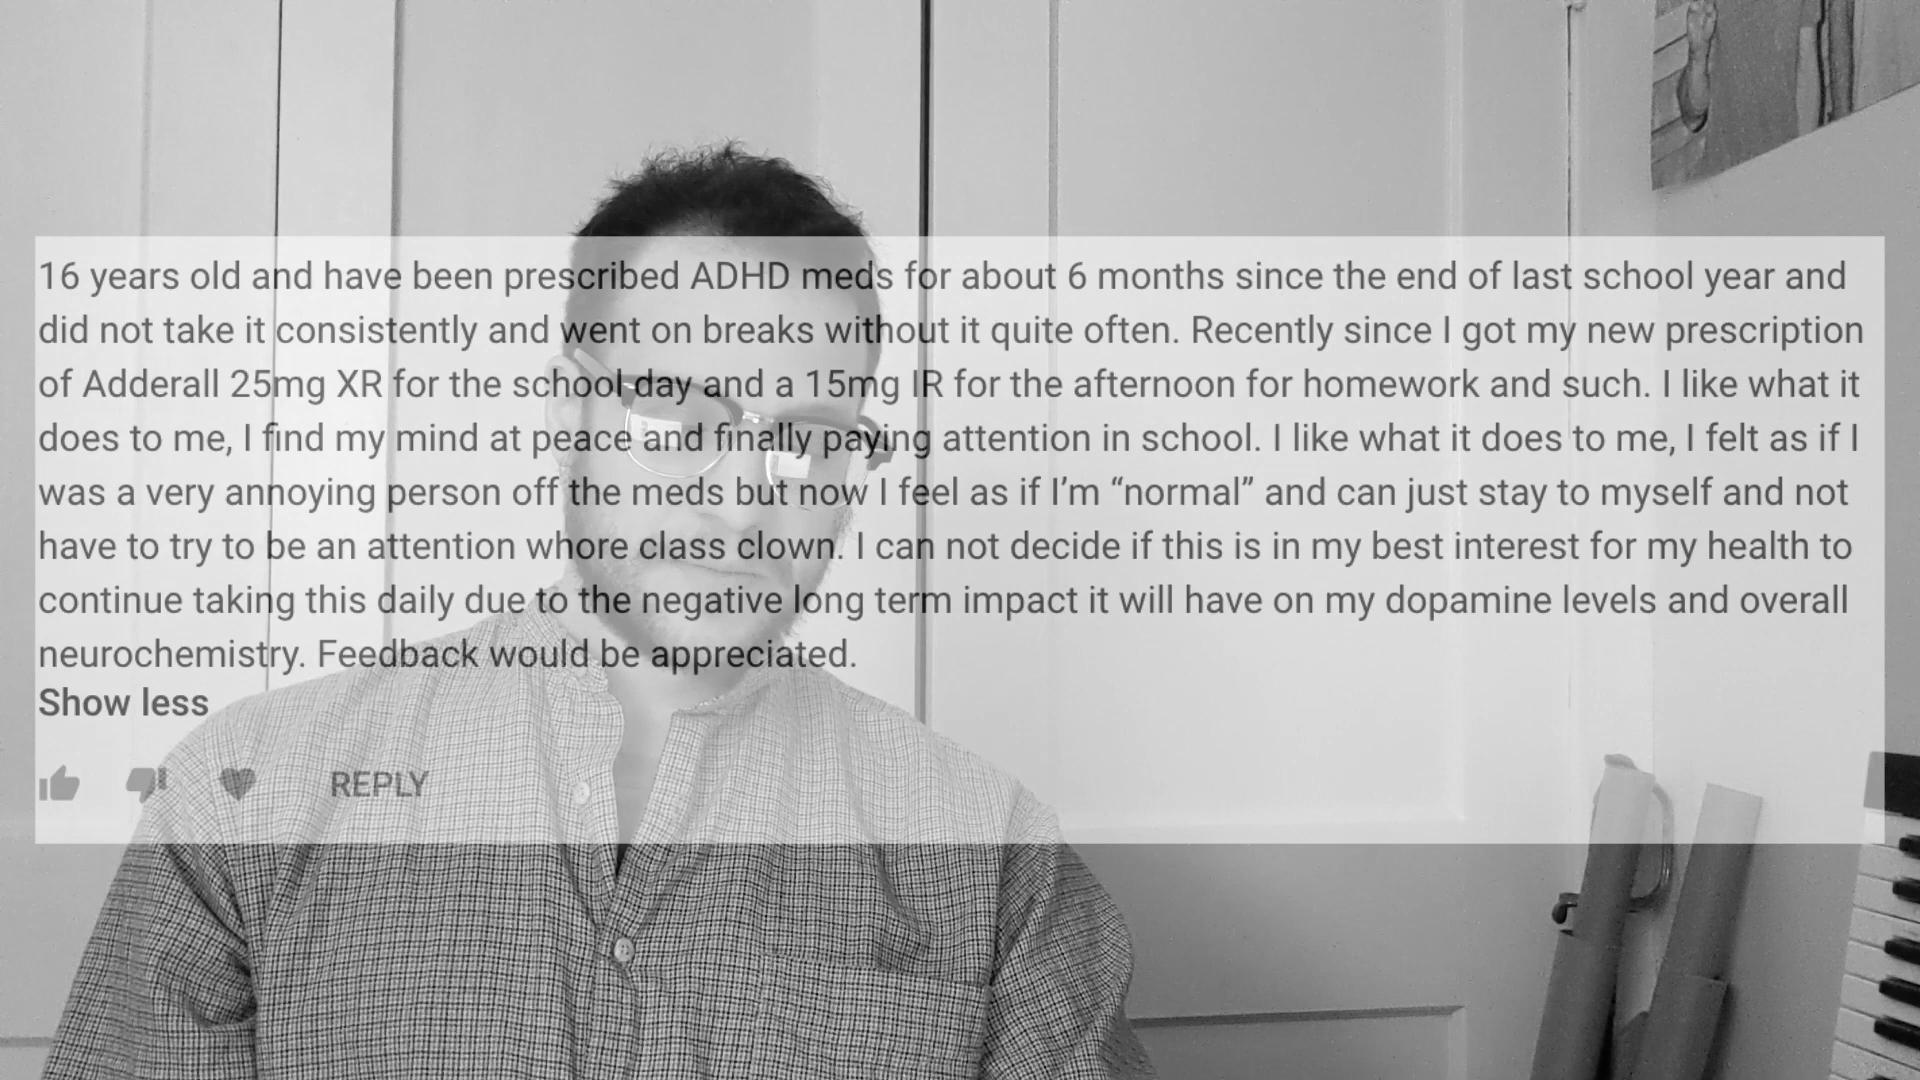 16 years old and have been prescribed ADHD meds for about 6 months since the end of last school year and
did not take it consistently and went on breaks without it quite often. Recently since I got my new prescription
of Adderall 25mg XR for the school day and a 15mg IR for the afternoon for homework and such. I like what it
does to me, I find my mind at peace and finally paying attention in school. I like what it does to me, I felt as if I
was a very annoying person off the meds but now I feel as if I’m “normal” and can just stay to myself and not
have to try to be an attention whore class clown. I can not decide if this is in my best interest for my health to
continue taking this daily due to the negative long term impact it will have on my dopamine levels and overall
neurochemistry. Feedback would be appreciated.
Show less
REPLY